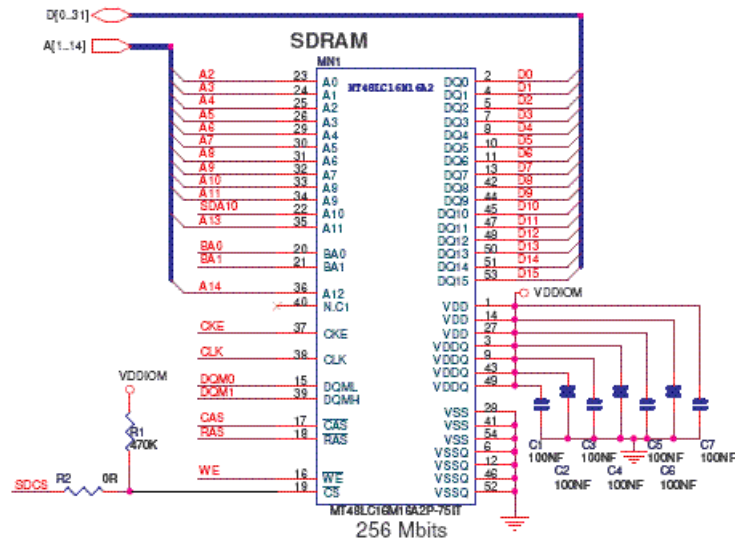 D[0..31]
A[1..14]
SDRAM
MN1
MT48LC16M16A2
A2 23 A0 DQ0 2 D0
A3 24 A1 DQ1 4 D1
A4 25 A2 DQ2 5 D2
A5 26 A3 DQ3 7 D3
A6 29 A4 DQ4 8 D4
A7 30 A5 DQ5 10 D5
A8 31 A6 DQ6 11 D6
A9 32 A7 DQ7 13 D7
A10 33 A8 DQ8 42 D8
A11 34 A9 DQ9 44 D9
SDA10 22 A10 DQ10 45 D10
A13 35 A11 DQ11 47 D11
DQ12 48 D12
BA0 20 BA0 DQ13 50 D13
BA1 21 BA1 DQ14 51 D14
DQ15 53 D15
A14 36 A12
VDDIOM
40 N.C1 VDD 1
VDD 14
CKE 37 CKE VDD 27
VDDQ 3
CLK 38 CLK VDDQ 9
VDDQ 43
VDDIOM
DQM0 15 DQML VDDQ 49
DQM1 39 DQMH
VSS 28
CAS 17 CAS VSS 41
RAS 18 RAS VSS 54
R1
470K
VSSQ 6
VSSQ 12
WE 16 WE VSSQ 46
SDCS R2 0R 19 CS VSSQ 52
C1 C3 C5 C7
100NF 100NF 100NF 100NF
C2 C4 C6
100NF 100NF 100NF
MT48LC16M16A2P-75IT
256 Mbits